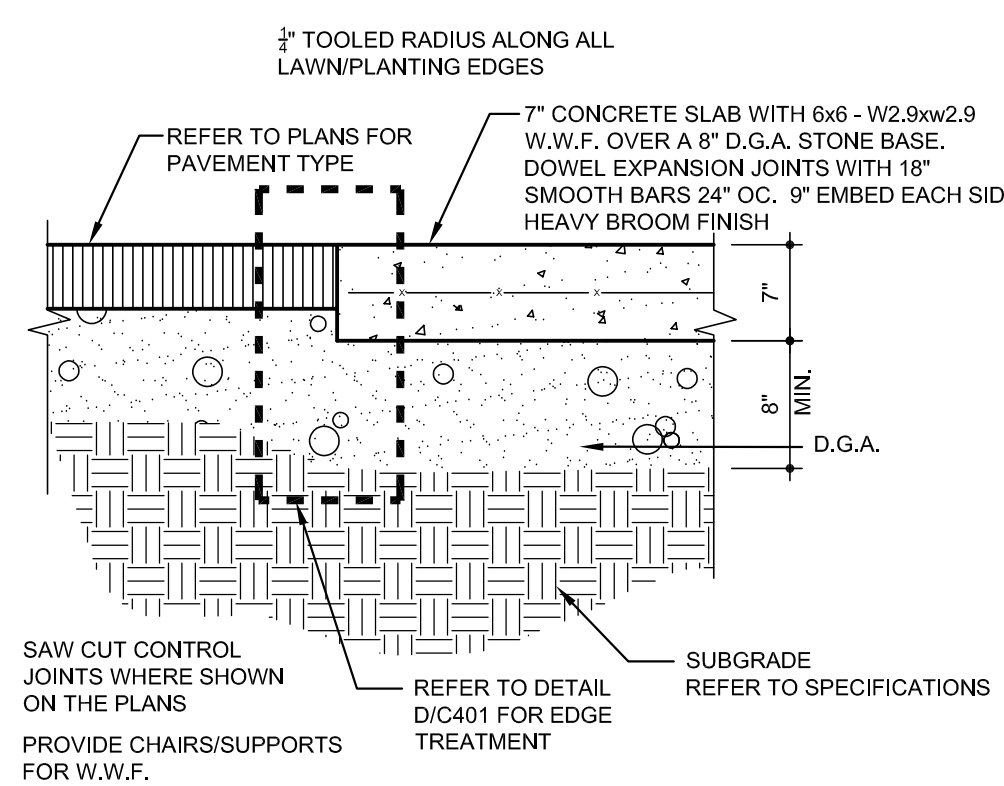 1/4" TOOLED RADIUS ALONG ALL
LAWN/PLANTING EDGES
7" CONCRETE SLAB WITH 6x6 - W2.9xw2.9
W.W.F. OVER A 8" D.G.A. STONE BASE.
DOWEL EXPANSION JOINTS WITH 18"
SMOOTH BARS 24" OC. 9" EMBED EACH SID
HEAVY BROOM FINISH
REFER TO PLANS FOR
PAVEMENT TYPE
7"
8"
MIN.
D.G.A.
SAW CUT CONTROL
JOINTS WHERE SHOWN
ON THE PLANS
PROVIDE CHAIRS/SUPPORTS
FOR W.W.F.
REFER TO DETAIL
D/C401 FOR EDGE
TREATMENT
SUBGRADE
REFER TO SPECIFICATIONS